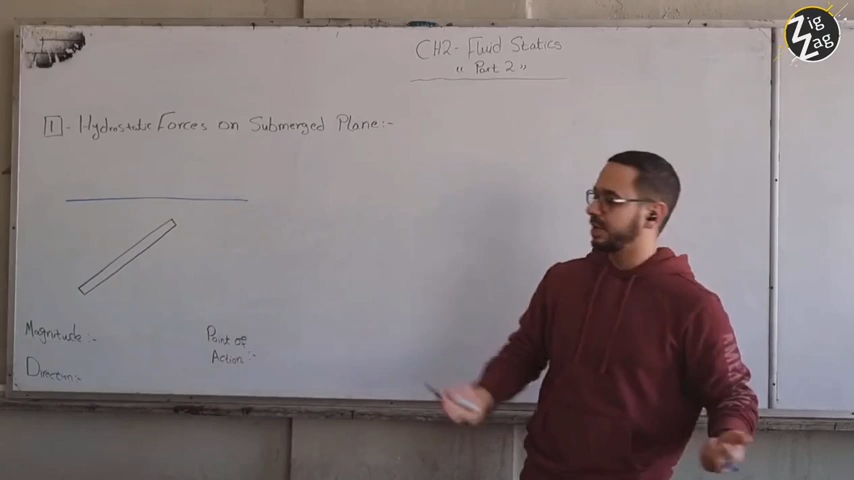 CH2- Fluid Statics
" Part 2 "
1 - Hydrostatic Forces on Submerged Plane:-
Magnitude :-
Direction:-
Point of
Action :-
Zig
Zag